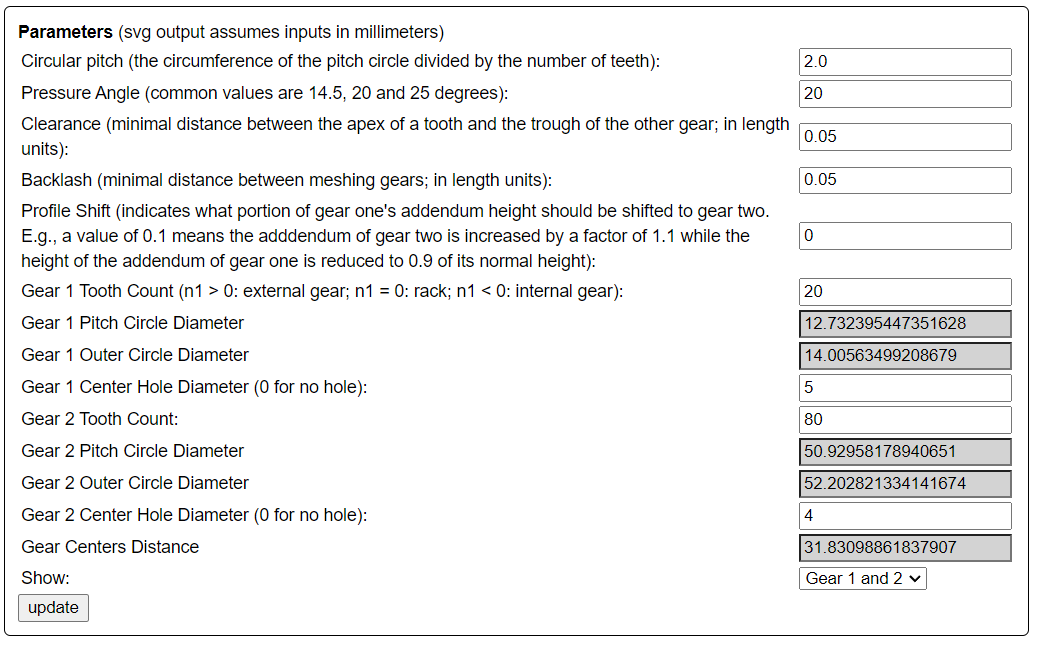 Parameters (svg output assumes inputs in millimeters)
Circular pitch (the circumference of the pitch circle divided by the number of teeth): 2.0
Pressure Angle (common values are 14.5, 20 and 25 degrees): 20
Clearance (minimal distance between the apex of a tooth and the trough of the other gear; in length
units): 0.05
Backlash (minimal distance between meshing gears; in length units): 0.05
Profile Shift (indicates what portion of gear one's addendum height should be shifted to gear two.
E.g., a value of 0.1 means the adddendum of gear two is increased by a factor of 1.1 while the 0
height of the addendum of gear one is reduced to 0.9 of its normal height):
Gear 1 Tooth Count (n1 > 0: external gear; n1 = 0: rack; n1 < 0: internal gear): 20
Gear 1 Pitch Circle Diameter 12.732395447351628
Gear 1 Outer Circle Diameter 14.00563499208679
Gear 1 Center Hole Diameter (0 for no hole): 5
Gear 2 Tooth Count: 80
Gear 2 Pitch Circle Diameter 50.92958178940651
Gear 2 Outer Circle Diameter 52.202821334141674
Gear 2 Center Hole Diameter (0 for no hole): 4
Gear Centers Distance 31.83098861837907
Show: Gear 1 and 2
update